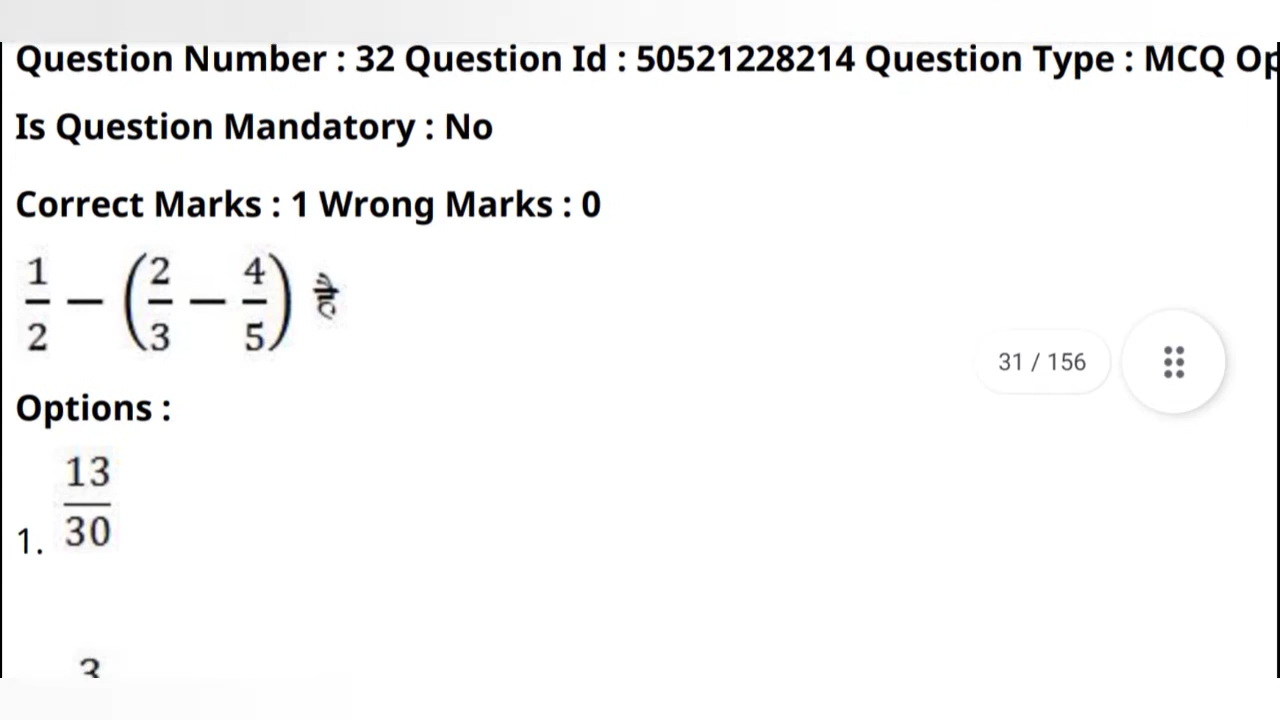 Question Number : 32 Question Id : 50521228214 Question Type : MCQ Op
Is Question Mandatory : No
Correct Marks : 1 Wrong Marks : 0
1/2 − (2/3 − 4/5) है
31 / 156
Options :
1. 13/30
3